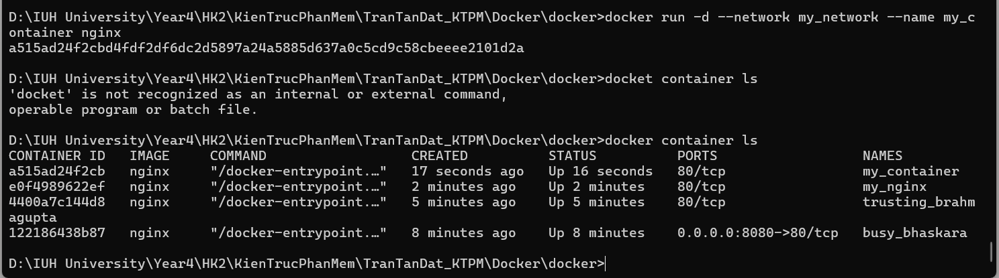 D:\IUH University\Year4\HK2\KienTrucPhanMem\TranTanDat_KTPM\Docker\docker>docker run -d --network my_network --name my_c
ontainer nginx
a515ad24f2cbd4fdf2df6dc2d5897a24a5885d637a0c5cd9c58cbeeee2101d2a
D:\IUH University\Year4\HK2\KienTrucPhanMem\TranTanDat_KTPM\Docker\docker>docket container ls
'docket' is not recognized as an internal or external command,
operable program or batch file.
D:\IUH University\Year4\HK2\KienTrucPhanMem\TranTanDat_KTPM\Docker\docker>docker container ls
CONTAINER ID   IMAGE     COMMAND                  CREATED          STATUS          PORTS                  NAMES
a515ad24f2cb   nginx     "/docker-entrypoint.…"   17 seconds ago   Up 16 seconds   80/tcp                 my_container
e0f4989622ef   nginx     "/docker-entrypoint.…"   2 minutes ago    Up 2 minutes    80/tcp                 my_nginx
4400a7c144d8   nginx     "/docker-entrypoint.…"   5 minutes ago    Up 5 minutes    80/tcp                 trusting_brahm
agupta
122186438b87   nginx     "/docker-entrypoint.…"   8 minutes ago    Up 8 minutes    0.0.0.0:8080->80/tcp   busy_bhaskara
D:\IUH University\Year4\HK2\KienTrucPhanMem\TranTanDat_KTPM\Docker\docker>